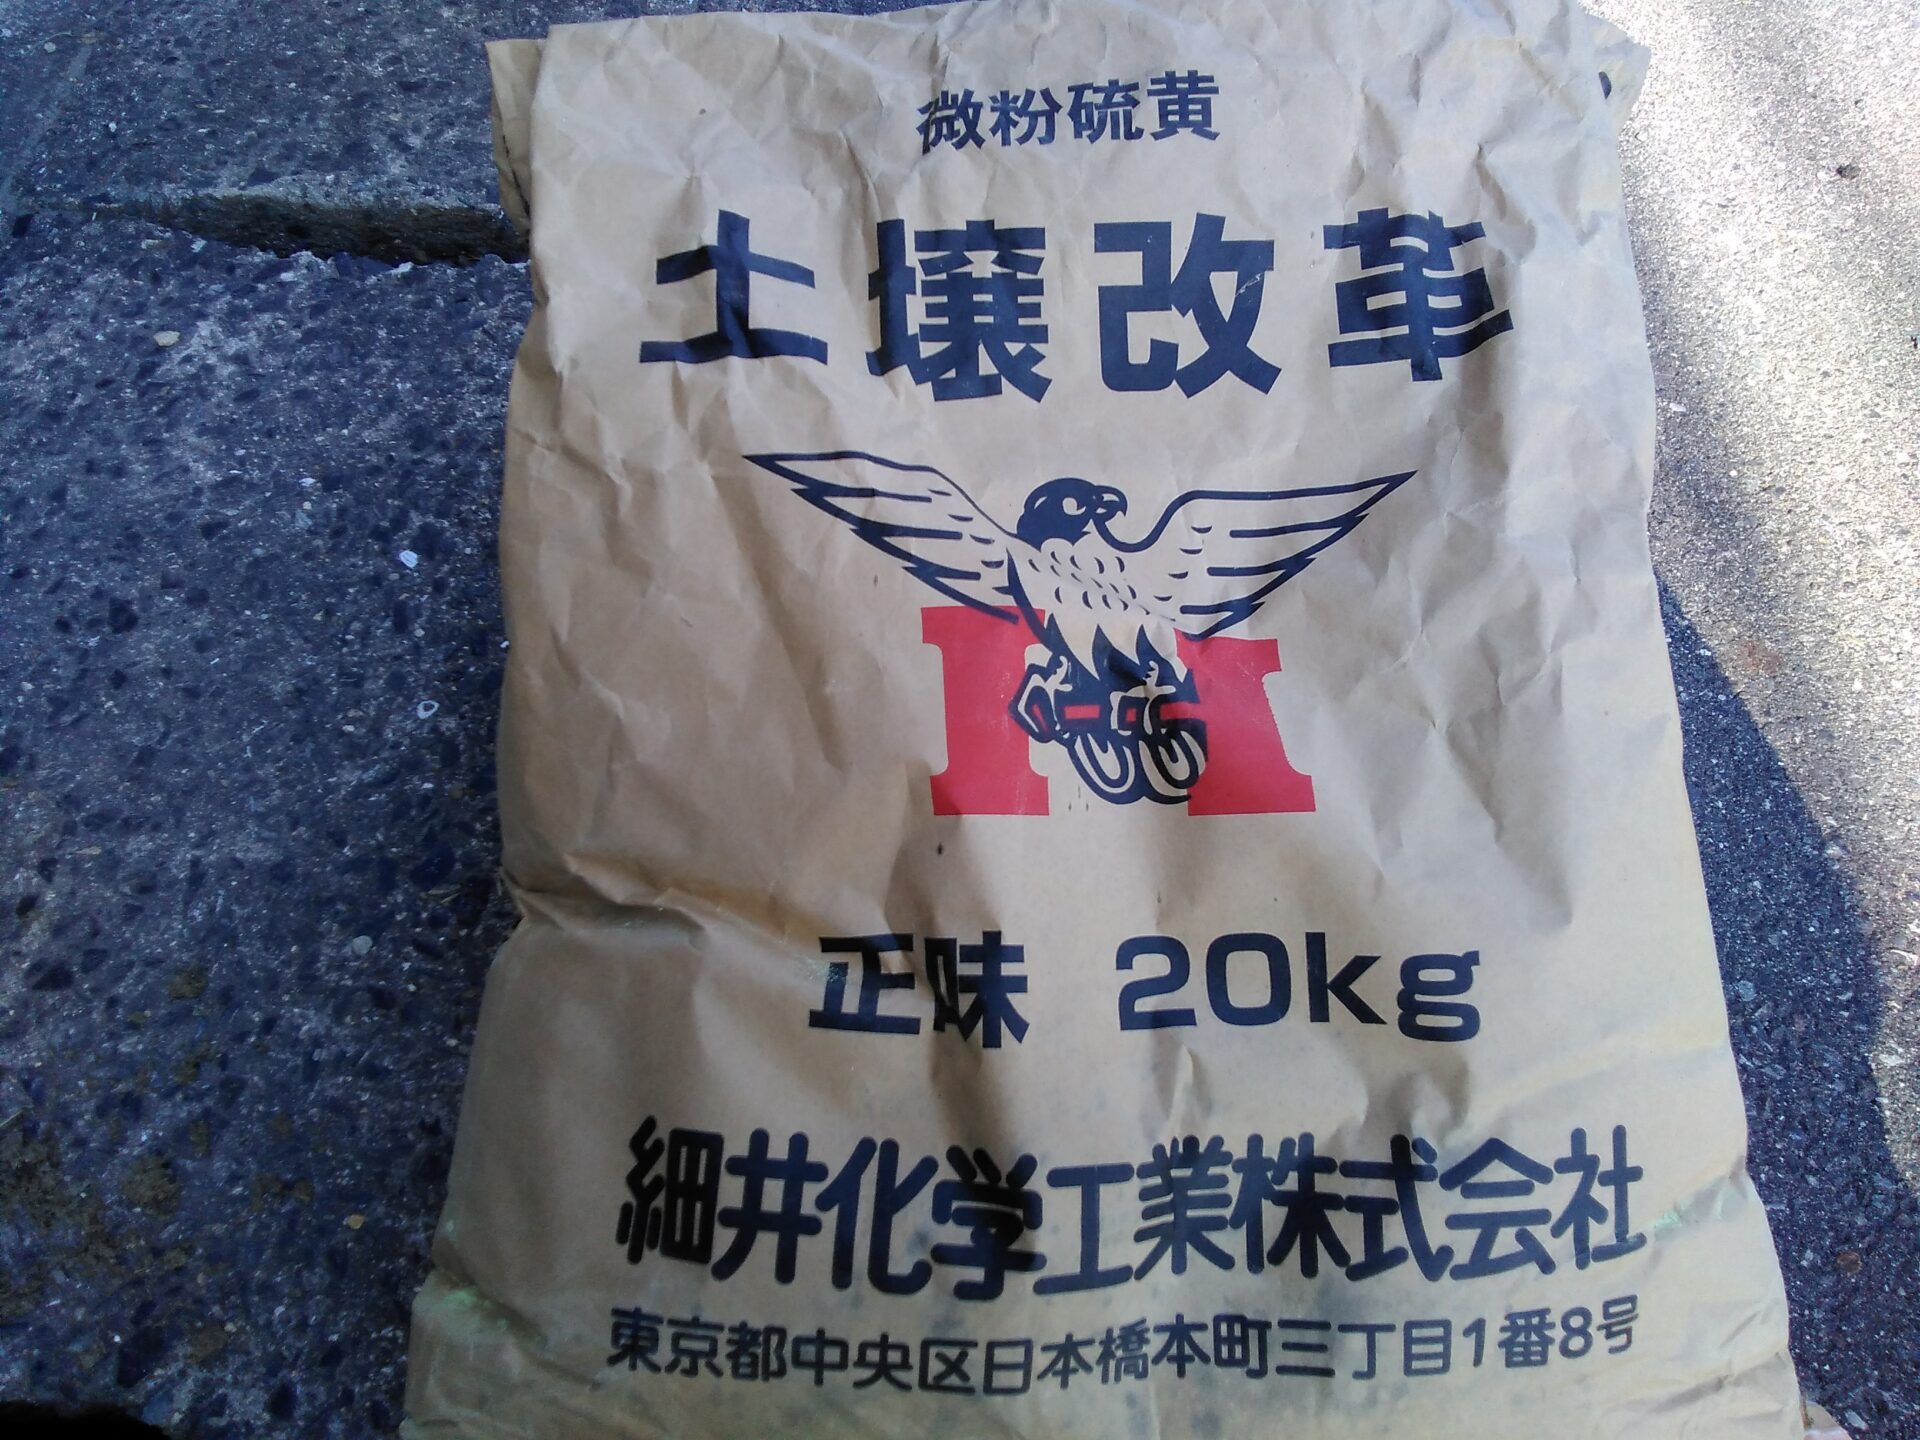 微粉硫黄
土壌改革
H
正味 20kg
細井化学工業株式会社
東京都中央区日本橋本町三丁目1番8号